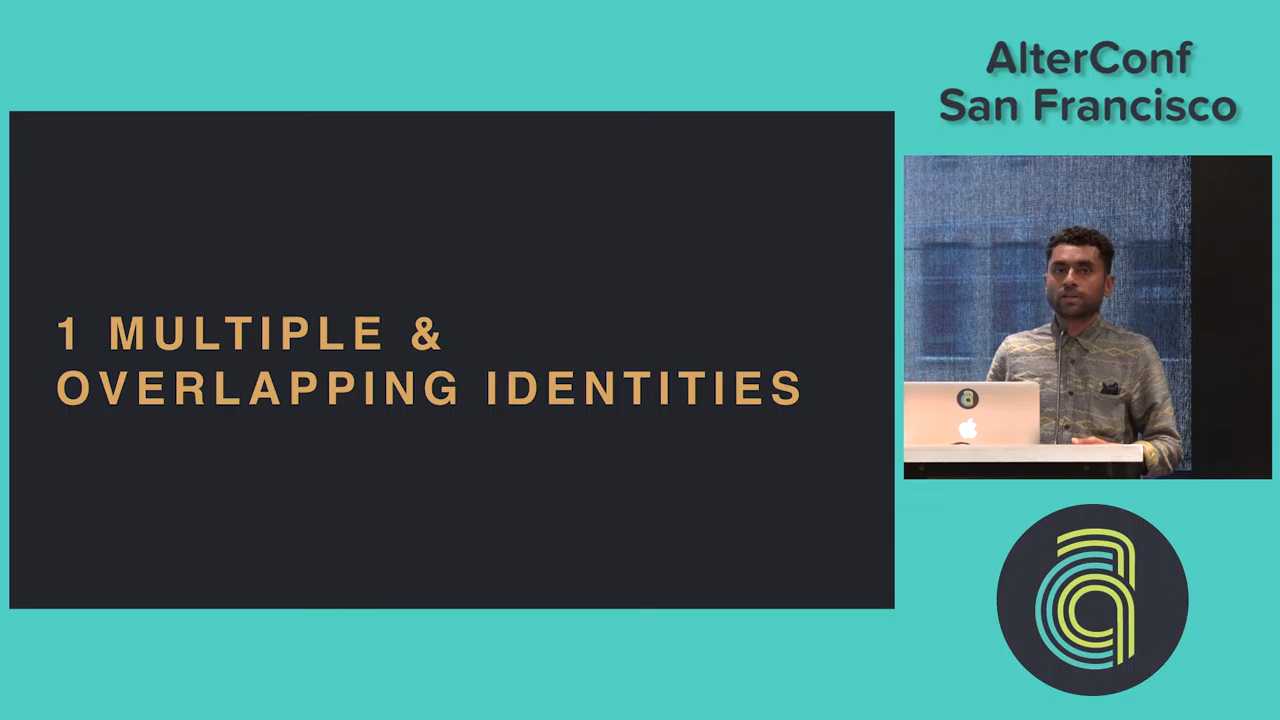 AlterConf
San Francisco
1 MULTIPLE &
OVERLAPPING IDENTITIES